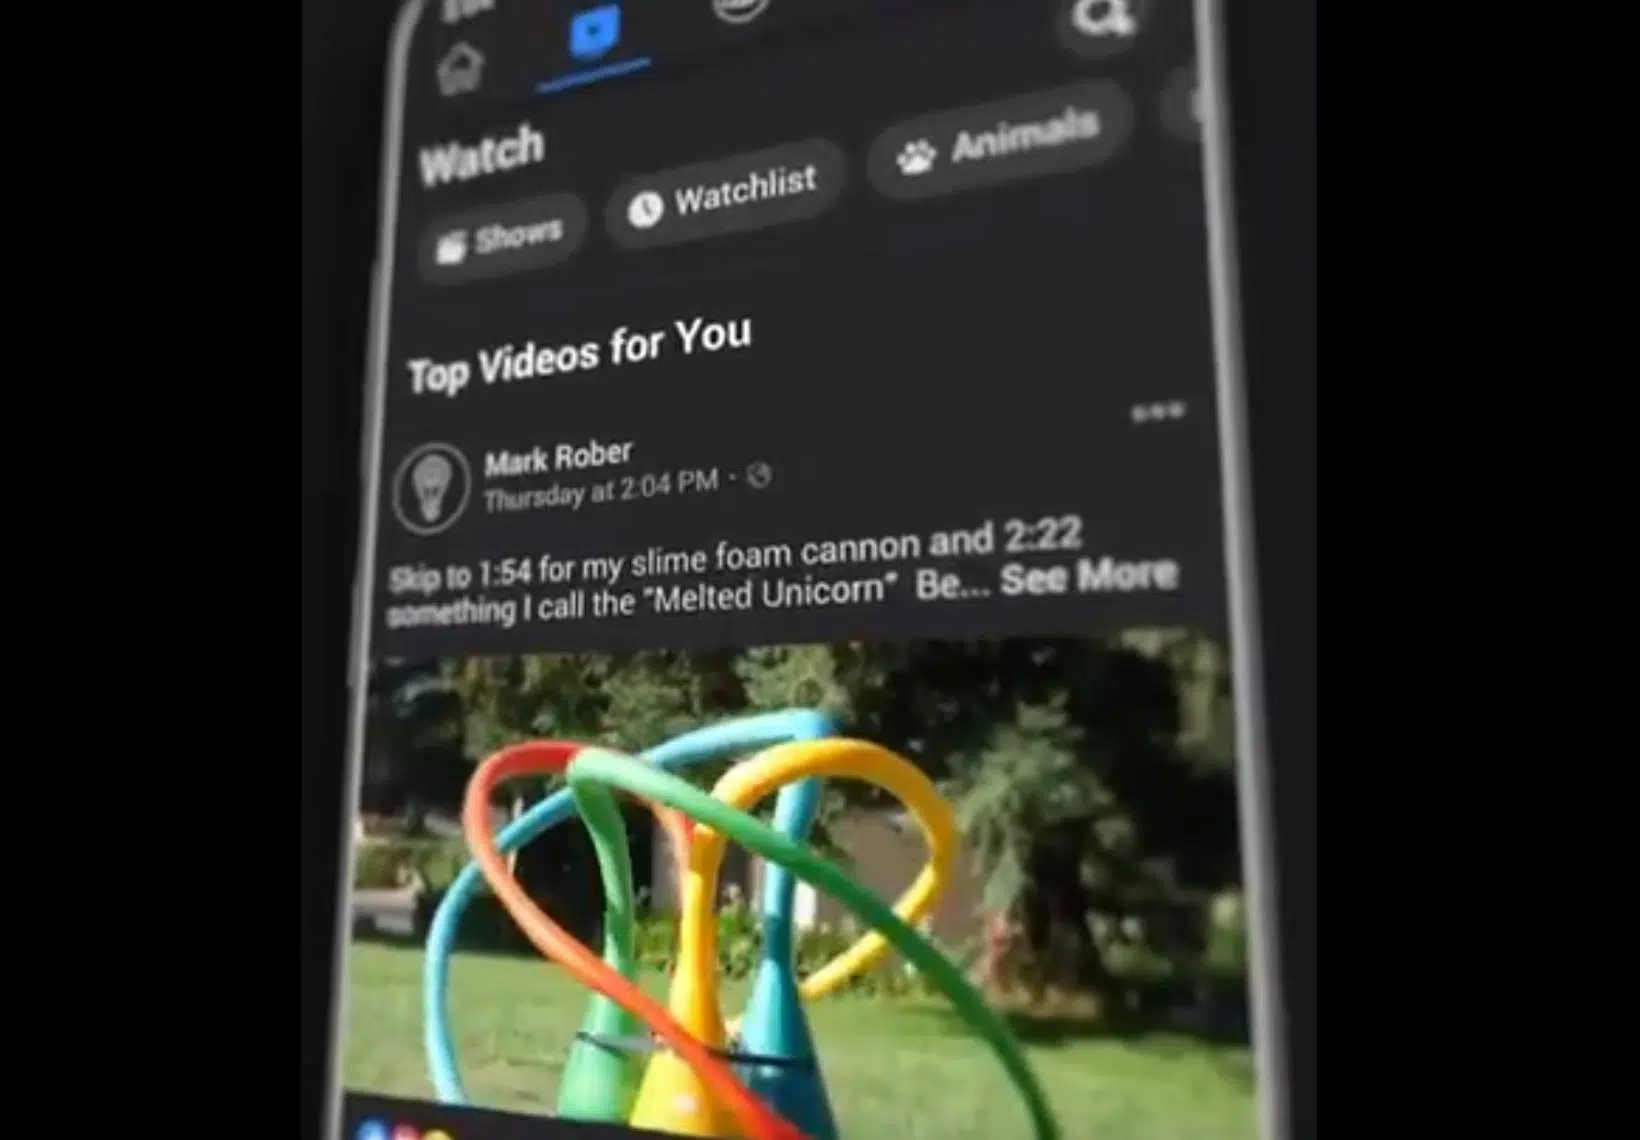 Watch
Shows
Watchlist
Animals
Top Videos for You
Mark Rober
Thursday at 2:04 PM ·
Skip to 1:54 for my slime foam cannon and 2:22
something I call the "Melted Unicorn" Be... See More